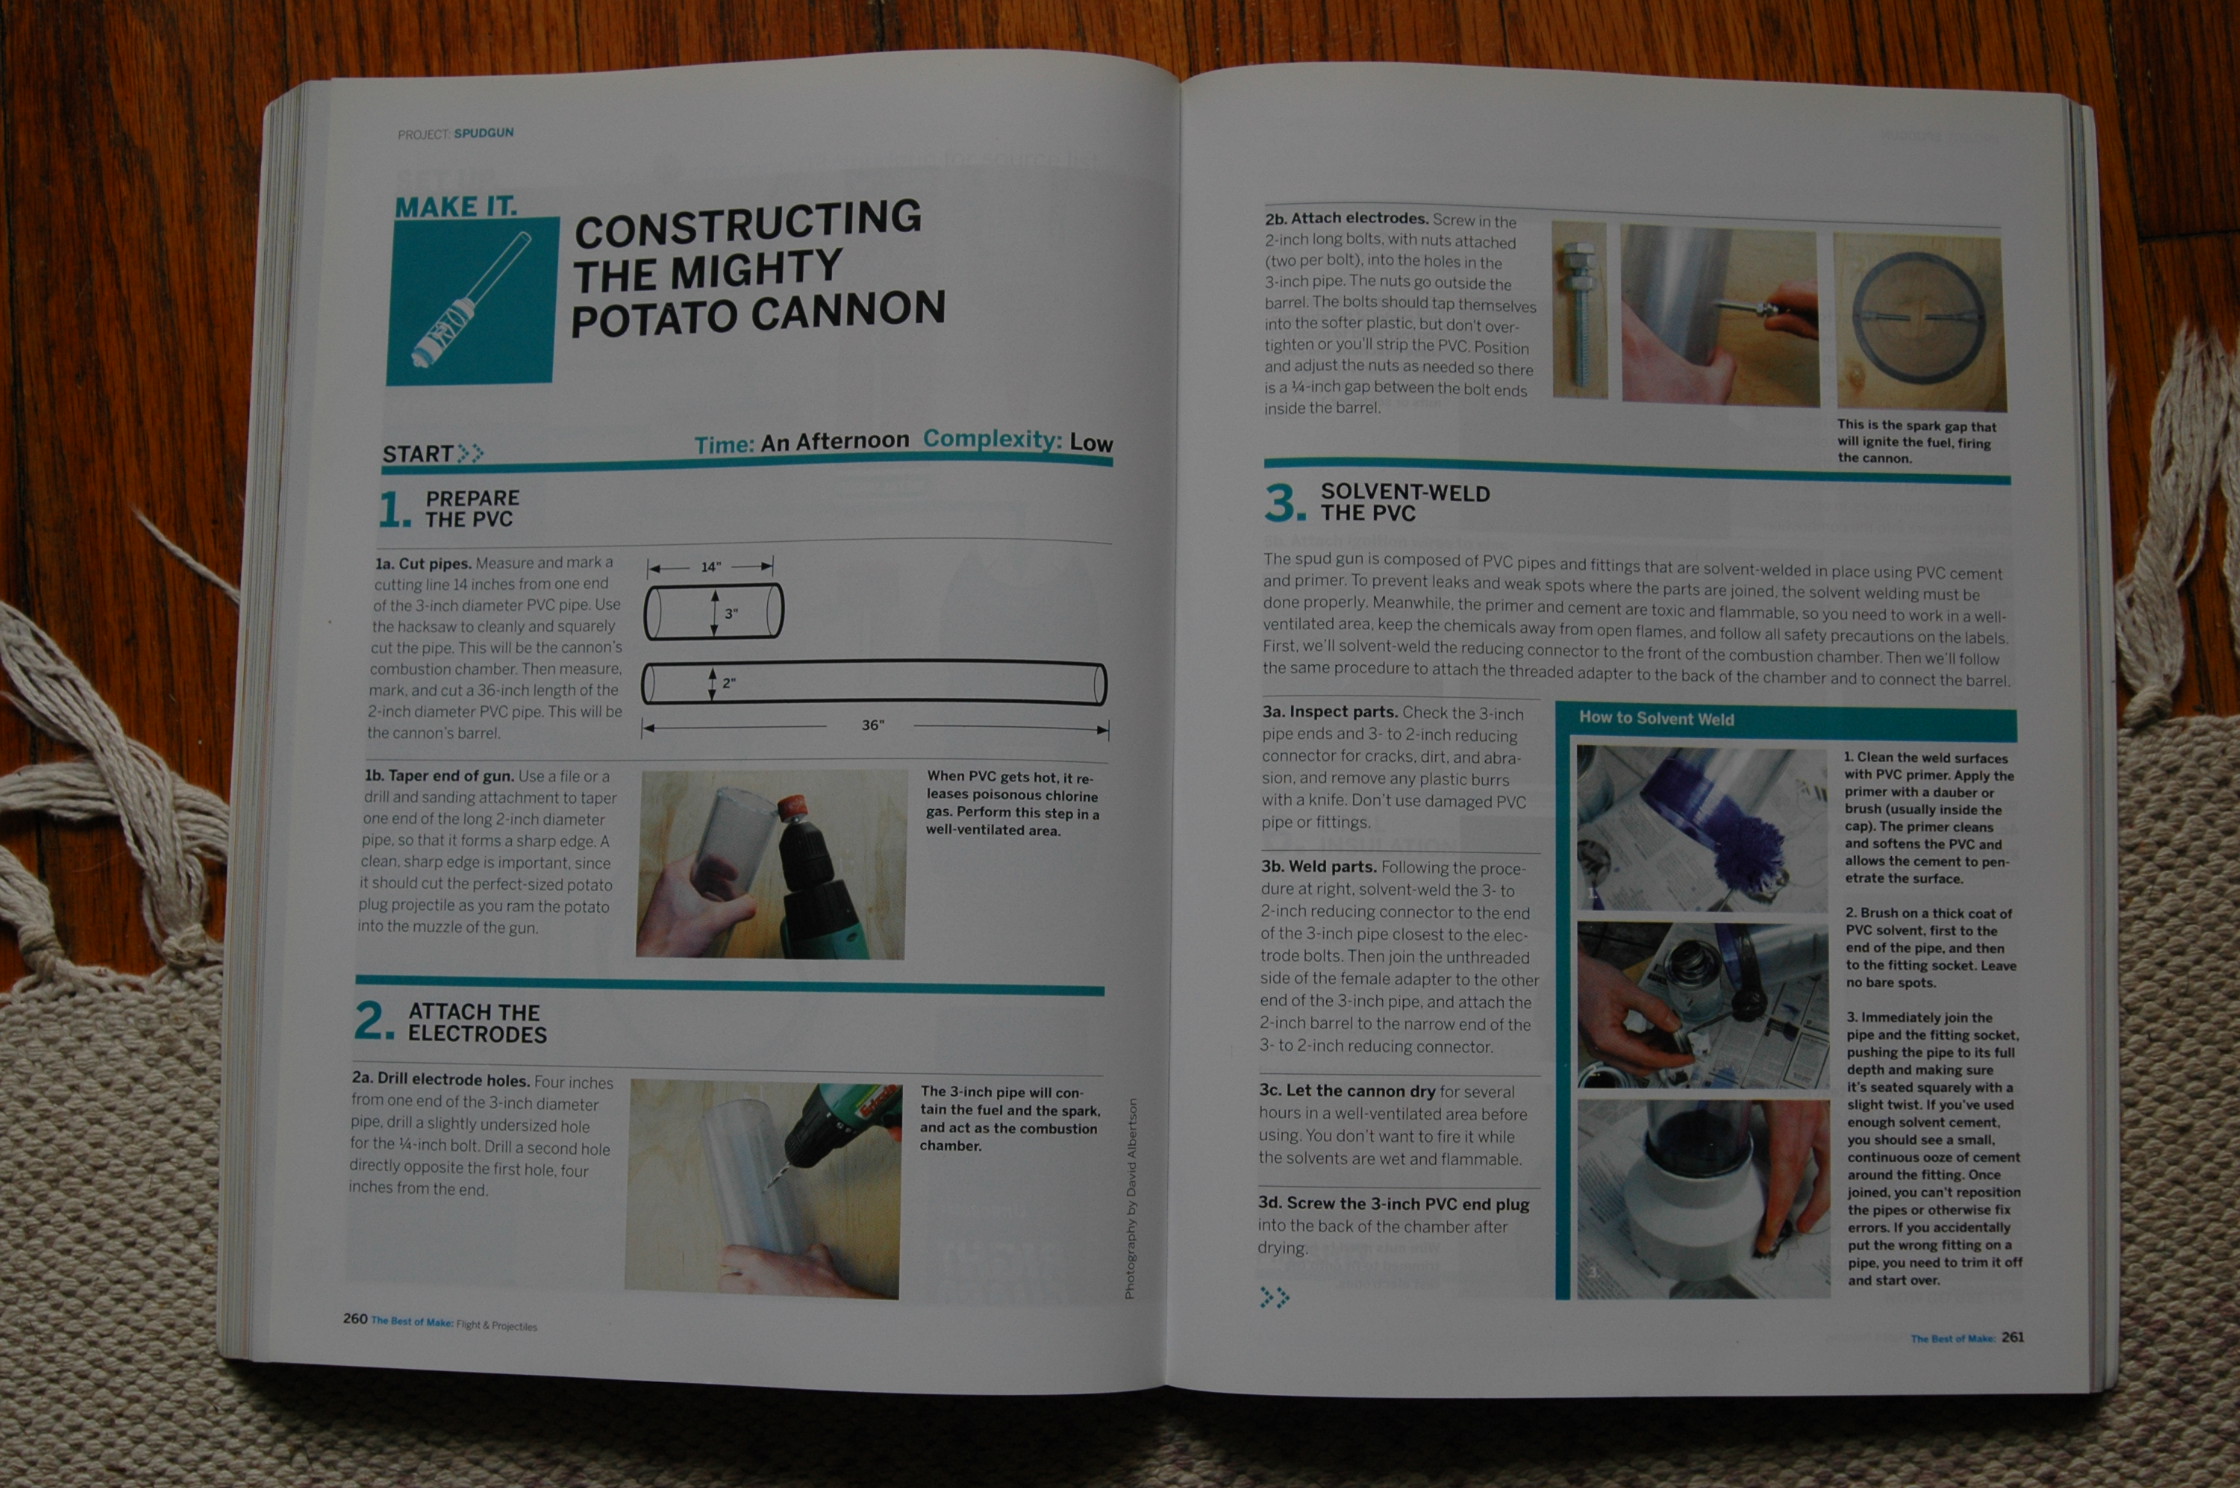 PROJECT: SPUDGUN
MAKE IT.
CONSTRUCTING
THE MIGHTY
POTATO CANNON
START
Time: An Afternoon Complexity: Low
1. PREPARE
THE PVC
1a. Cut pipes. Measure and mark a
cutting line 14 inches from one end
of the 3-inch diameter PVC pipe. Use
the hacksaw to cleanly and squarely
cut the pipe. This will be the cannon's
combustion chamber. Then measure,
mark, and cut a 36-inch length of the
2-inch diameter PVC pipe. This will be
the cannon's barrel.
14"
3"
2"
36"
1b. Taper end of gun. Use a file or a
drill and sanding attachment to taper
one end of the long 2-inch diameter
pipe, so that it forms a sharp edge. A
clean, sharp edge is important, since
it should cut the perfect-sized potato
plug projectile as you ram the potato
into the muzzle of the gun.
When PVC gets hot, it re-
leases poisonous chlorine
gas. Perform this step in a
well-ventilated area.
2. ATTACH THE
ELECTRODES
2a. Drill electrode holes. Four inches
from one end of the 3-inch diameter
pipe, drill a slightly undersized hole
for the ¼-inch bolt. Drill a second hole
directly opposite the first hole, four
inches from the end.
The 3-inch pipe will con-
tain the fuel and the spark,
and act as the combustion
chamber.
Photography by David Albertson
260 The Best of Make: Flight & Projectiles
2b. Attach electrodes. Screw in the
2-inch long bolts, with nuts attached
(two per bolt), into the holes in the
3-inch pipe. The nuts go outside the
barrel. The bolts should tap themselves
into the softer plastic, but don't over-
tighten or you'll strip the PVC. Position
and adjust the nuts as needed so there
is a ¼-inch gap between the bolt ends
inside the barrel.
This is the spark gap that
will ignite the fuel, firing
the cannon.
3. SOLVENT-WELD
THE PVC
The spud gun is composed of PVC pipes and fittings that are solvent-welded in place using PVC cement
and primer. To prevent leaks and weak spots where the parts are joined, the solvent welding must be
done properly. Meanwhile, the primer and cement are toxic and flammable, so you need to work in a well-
ventilated area, keep the chemicals away from open flames, and follow all safety precautions on the labels.
First, we'll solvent-weld the reducing connector to the front of the combustion chamber. Then we'll follow
the same procedure to attach the threaded adapter to the back of the chamber and to connect the barrel.
3a. Inspect parts. Check the 3-inch
pipe ends and 3- to 2-inch reducing
connector for cracks, dirt, and abra-
sion, and remove any plastic burrs
with a knife. Don't use damaged PVC
pipe or fittings.
3b. Weld parts. Following the proce-
dure at right, solvent-weld the 3- to
2-inch reducing connector to the end
of the 3-inch pipe closest to the elec-
trode bolts. Then join the unthreaded
side of the female adapter to the other
end of the 3-inch pipe, and attach the
2-inch barrel to the narrow end of the
3- to 2-inch reducing connector.
3c. Let the cannon dry for several
hours in a well-ventilated area before
using. You don't want to fire it while
the solvents are wet and flammable.
3d. Screw the 3-inch PVC end plug
into the back of the chamber after
drying.
How to Solvent Weld
1
2
3
1. Clean the weld surfaces
with PVC primer. Apply the
primer with a dauber or
brush (usually inside the
cap). The primer cleans
and softens the PVC and
allows the cement to pen-
etrate the surface.
2. Brush on a thick coat of
PVC solvent, first to the
end of the pipe, and then
to the fitting socket. Leave
no bare spots.
3. Immediately join the
pipe and the fitting socket,
pushing the pipe to its full
depth and making sure
it's seated squarely with a
slight twist. If you've used
enough solvent cement,
you should see a small,
continuous ooze of cement
around the fitting. Once
joined, you can't reposition
the pipes or otherwise fix
errors. If you accidentally
put the wrong fitting on a
pipe, you need to trim it off
and start over.
The Best of Make: 261